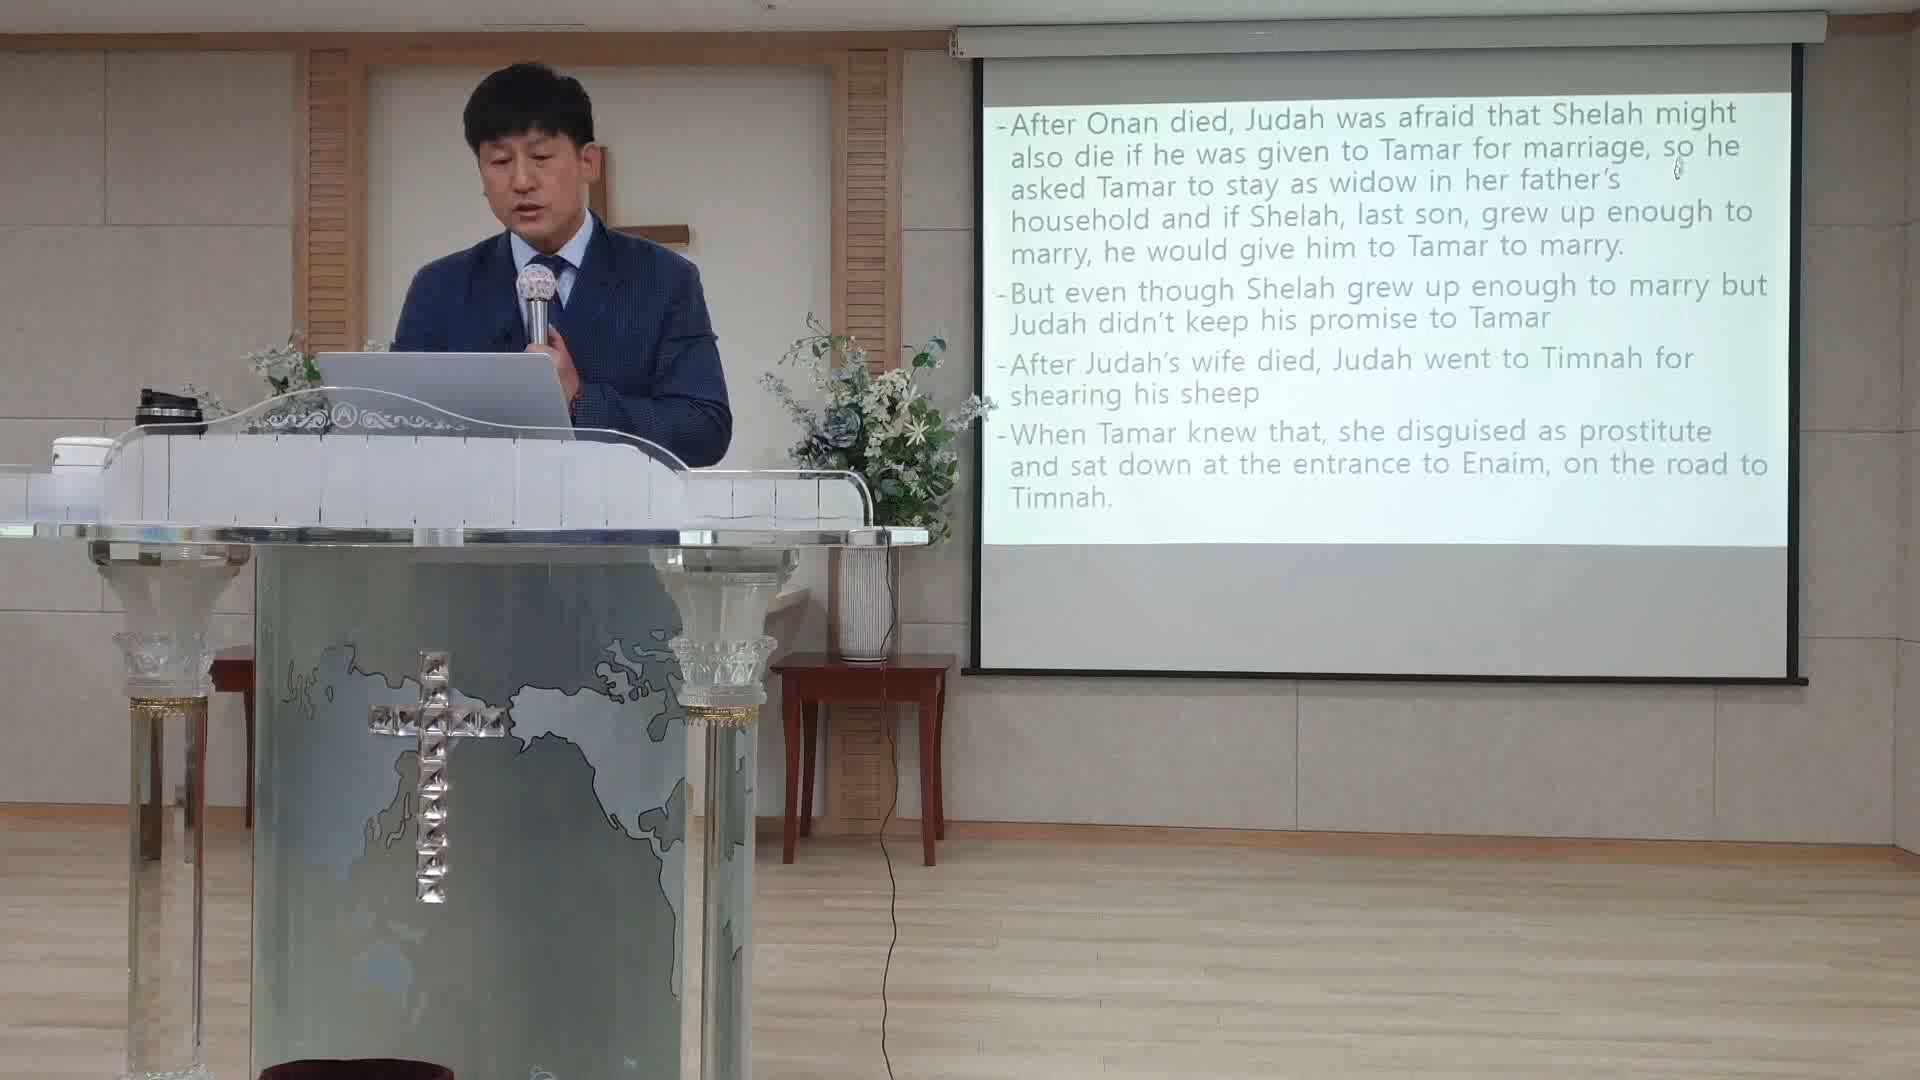 -After Onan died, Judah was afraid that Shelah might
also die if he was given to Tamar for marriage, so he
asked Tamar to stay as widow in her father's
household and if Shelah, last son, grew up enough to
marry, he would give him to Tamar to marry.
-But even though Shelah grew up enough to marry but
Judah didn't keep his promise to Tamar
-After Judah's wife died, Judah went to Timnah for
shearing his sheep
-When Tamar knew that, she disguised as prostitute
and sat down at the entrance to Enaim, on the road to
Timnah.